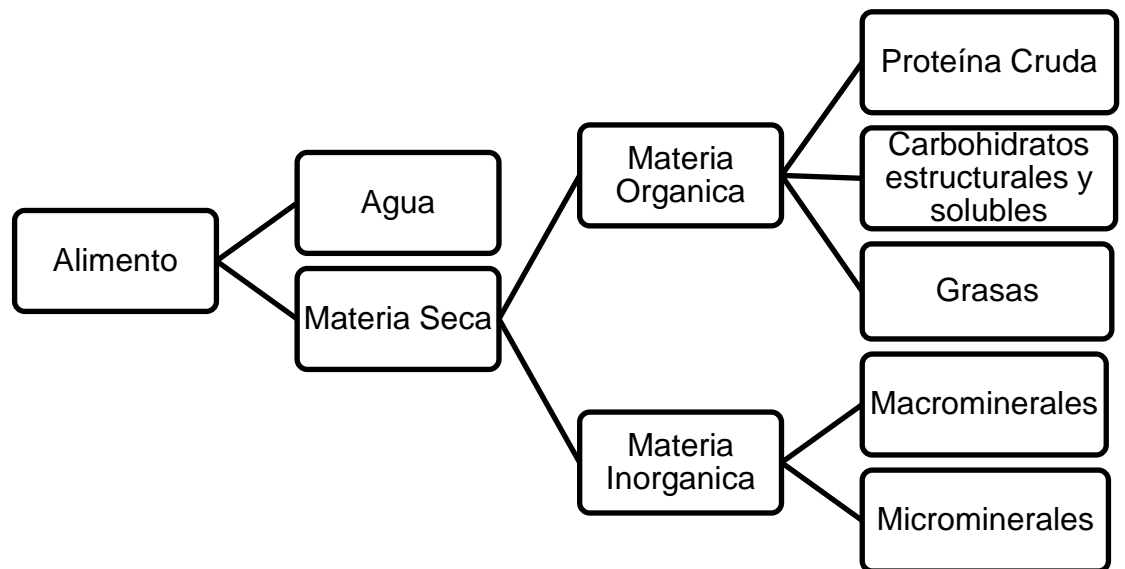 Alimento
Agua
Materia Seca
Materia
Organica
Materia
Inorganica
Proteína Cruda
Carbohidratos
estructurales y
solubles
Grasas
Macrominerales
Microminerales